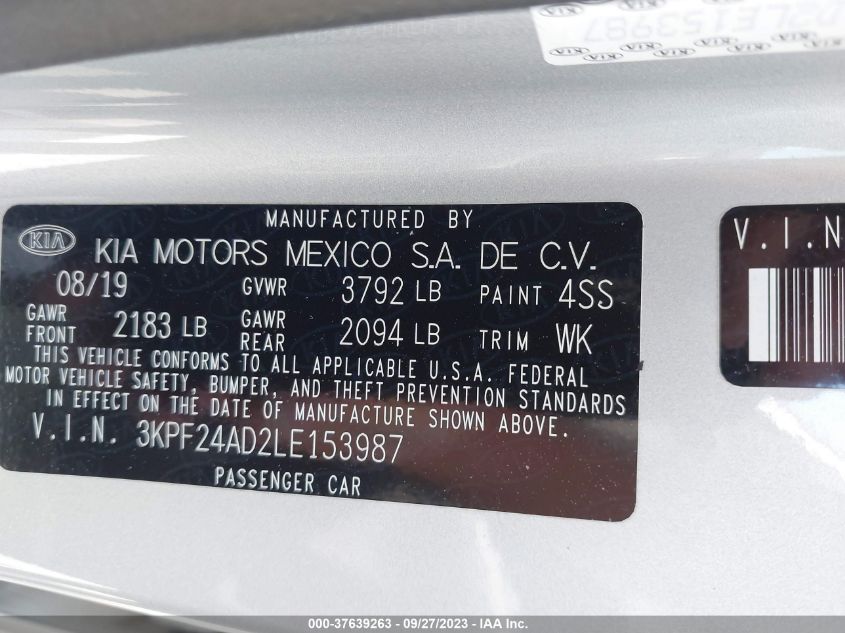 D2LE153987
KIA
MANUFACTURED BY
KIA MOTORS MEXICO S.A. DE C.V.
08/19 GVWR 3792 LB PAINT 4SS
GAWR FRONT 2183 LB GAWR REAR 2094 LB TRIM WK
THIS VEHICLE CONFORMS TO ALL APPLICABLE U.S.A. FEDERAL
MOTOR VEHICLE SAFETY, BUMPER, AND THEFT PREVENTION STANDARDS
IN EFFECT ON THE DATE OF MANUFACTURE SHOWN ABOVE.
V.I.N. 3KPF24AD2LE153987
PASSENGER CAR
V.I.N
000-37639263 - 09/27/2023 - IAA Inc.